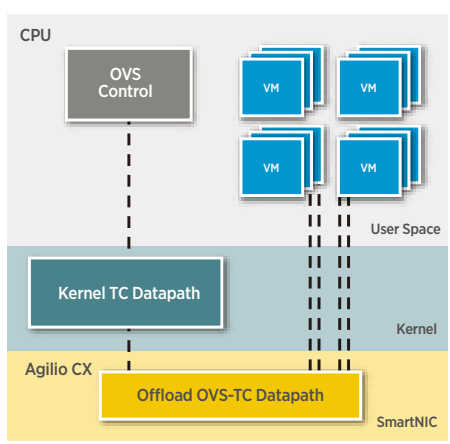 CPU
OVS
Control
VM
VM
VM
VM
User Space
Kernel TC Datapath
Kernel
Agilio CX
Offload OVS-TC Datapath
SmartNIC